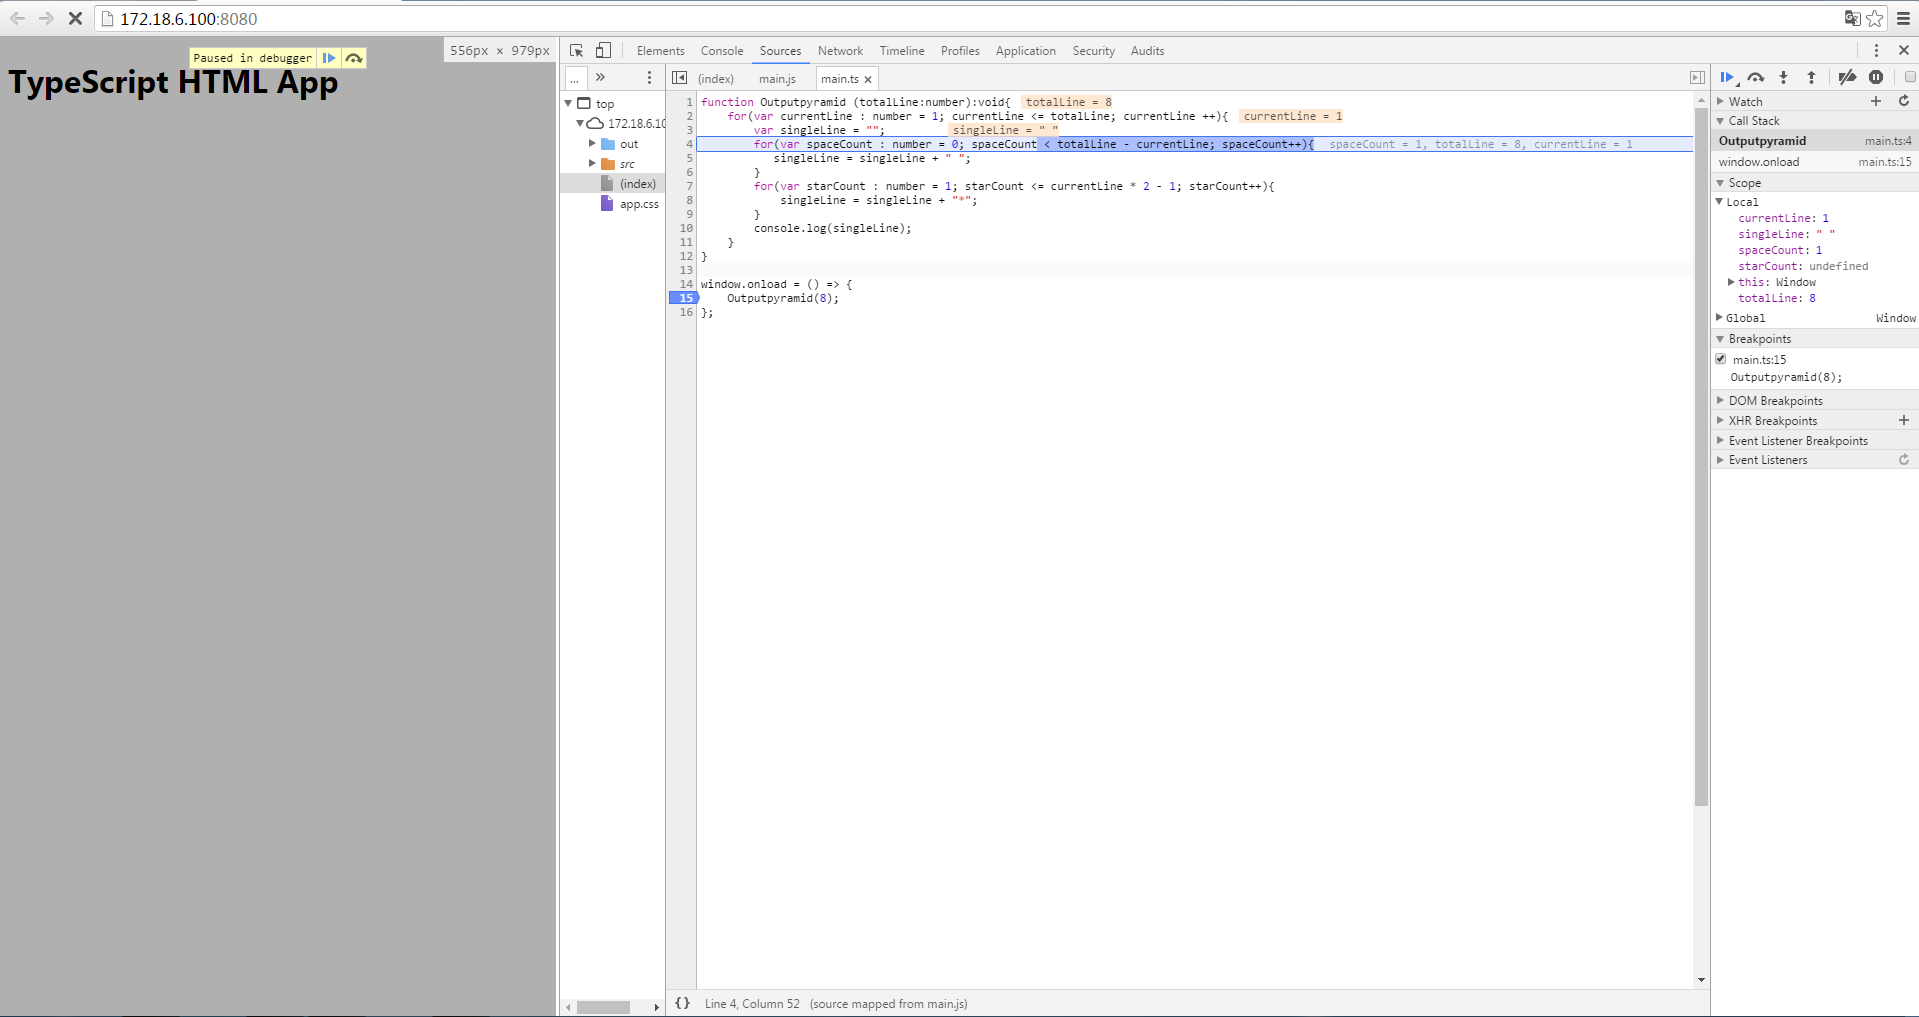 172.18.6.100:8080
Paused in debugger
556px × 979px
TypeScript HTML App
Elements Console Sources Network Timeline Profiles Application Security Audits
... »
(index) main.js main.ts ×
top
172.18.6.10
out
src
(index)
app.css
1 function Outputpyramid (totalLine:number):void{ totalLine = 8
2 for(var currentLine : number = 1; currentLine <= totalLine; currentLine ++){ currentLine = 1
3 var singleLine = ""; singleLine = " "
4 for(var spaceCount : number = 0; spaceCount < totalLine - currentLine; spaceCount++){ spaceCount = 1, totalLine = 8, currentLine = 1
5 singleLine = singleLine + " ";
6 }
7 for(var starCount : number = 1; starCount <= currentLine * 2 - 1; starCount++){
8 singleLine = singleLine + "*";
9 }
10 console.log(singleLine);
11 }
12 }
13
14 window.onload = () => {
15 Outputpyramid(8);
16 };
{} Line 4, Column 52 (source mapped from main.js)
Watch
Call Stack
Outputpyramid main.ts:4
window.onload main.ts:15
Scope
Local
currentLine: 1
singleLine: " "
spaceCount: 1
starCount: undefined
this: Window
totalLine: 8
Global Window
Breakpoints
main.ts:15
Outputpyramid(8);
DOM Breakpoints
XHR Breakpoints
Event Listener Breakpoints
Event Listeners